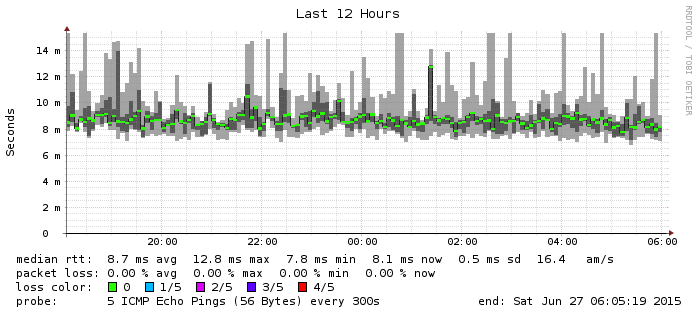 Last 12 Hours
RRDTOOL / TOBI OETIKER
Seconds
14 m
12 m
10 m
8 m
6 m
4 m
2 m
0
20:00 22:00 00:00 02:00 04:00 06:00
median rtt: 8.7 ms avg 12.8 ms max 7.8 ms min 8.1 ms now 0.5 ms sd 16.4 am/s
packet loss: 0.00 % avg 0.00 % max 0.00 % min 0.00 % now
loss color: 0 1/5 2/5 3/5 4/5
probe: 5 ICMP Echo Pings (56 Bytes) every 300s end: Sat Jun 27 06:05:19 2015